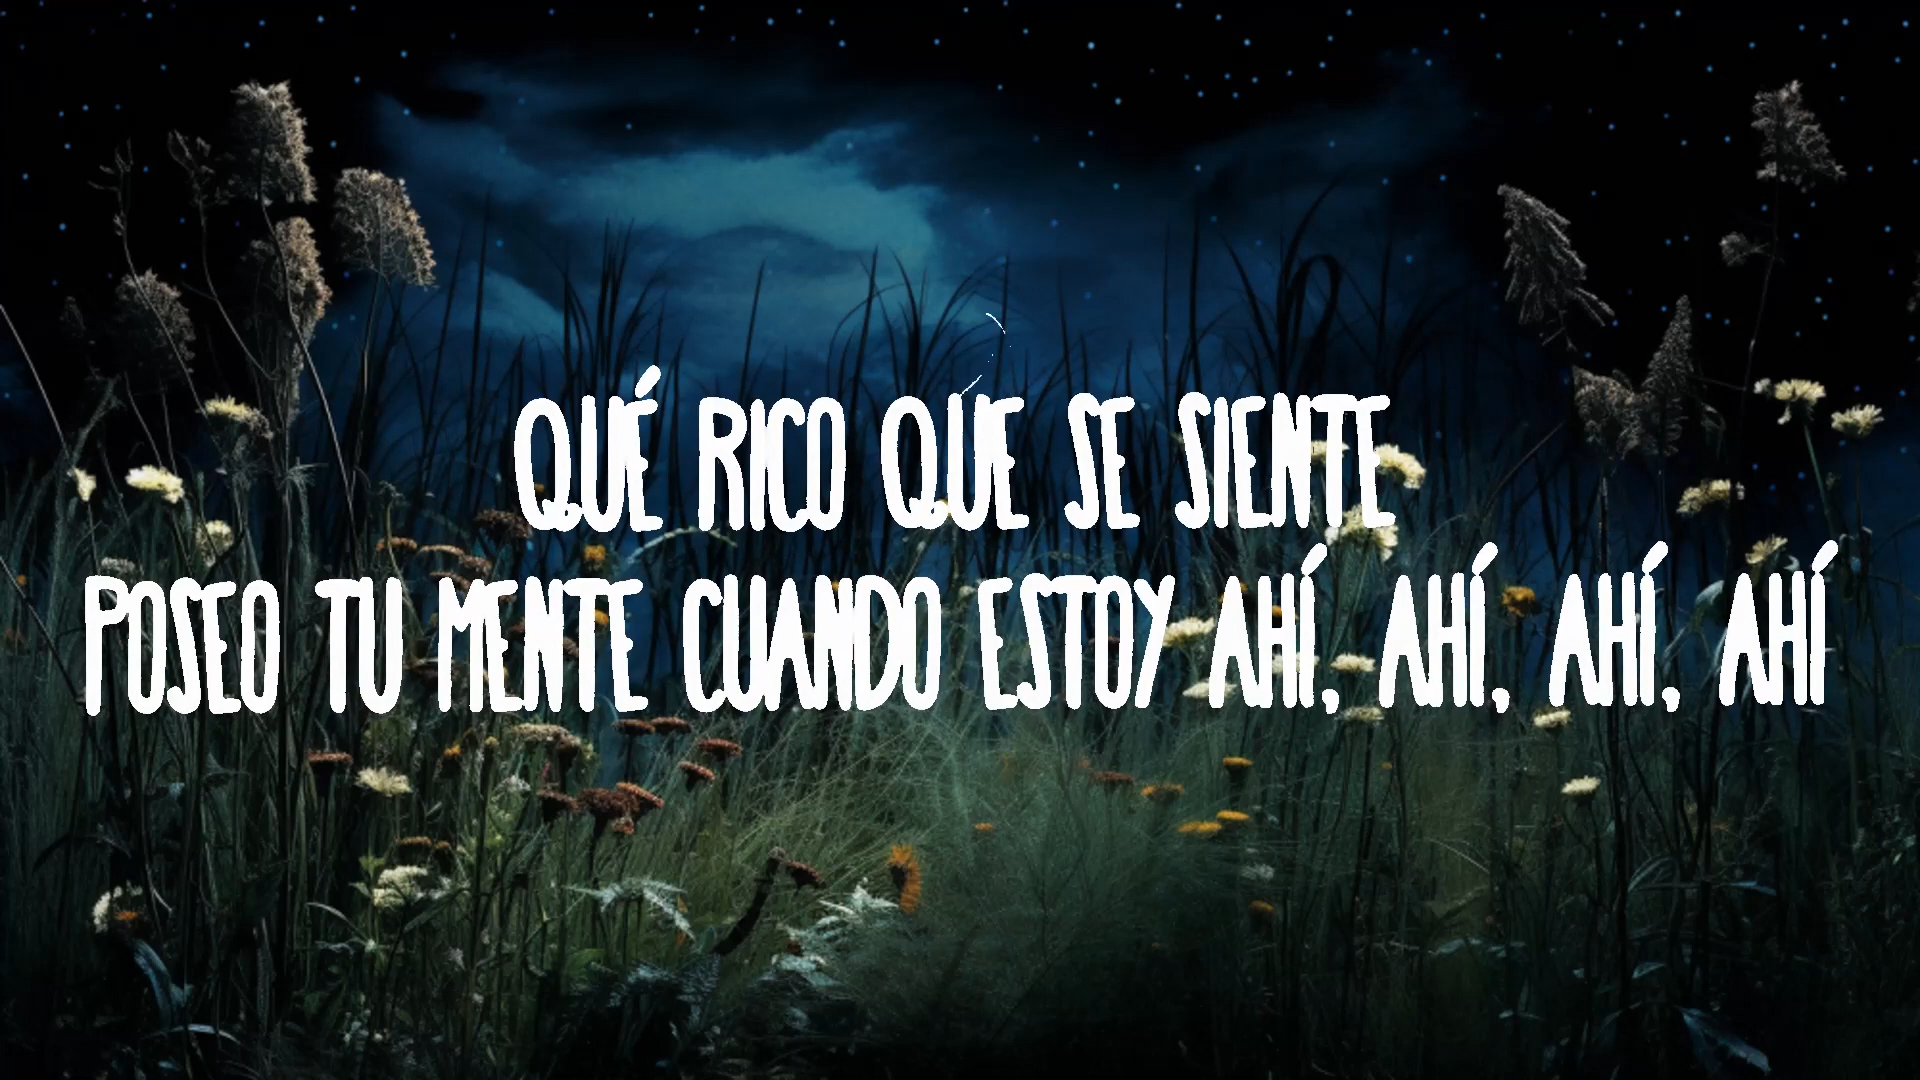 QUÉ RICO QUE SE SIENTE
POSEO TU MENTE CUANDO ESTOY AHÍ, AHÍ, AHÍ, AHÍ